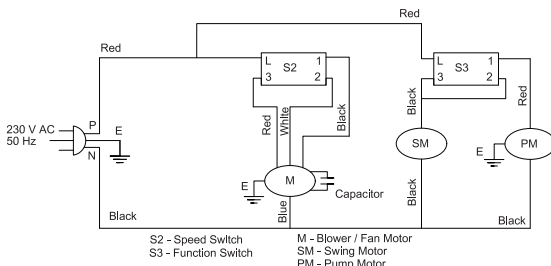 Red
Red
L
1
S2
3
2
L
1
S3
3
2
Red
White
Black
Black
Red
230 V AC
50 Hz
P
E
N
E
M
Capacitor
SM
E
PM
Blue
Black
Black
Black
S2 - Speed Switch
S3 - Function Switch
M - Blower / Fan Motor
SM - Swing Motor
PM - Pump Motor